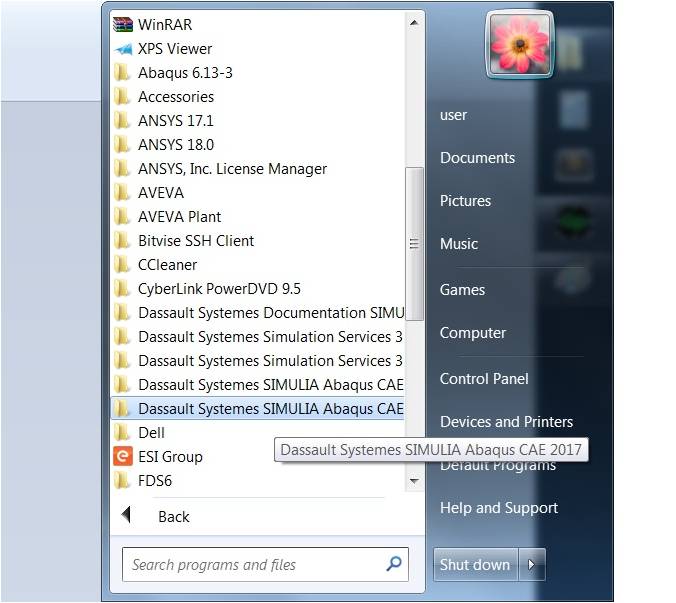 WinRAR
XPS Viewer
Abaqus 6.13-3
Accessories
ANSYS 17.1
ANSYS 18.0
ANSYS, Inc. License Manager
AVEVA
AVEVA Plant
Bitvise SSH Client
CCleaner
CyberLink PowerDVD 9.5
Dassault Systemes Documentation SIMU
Dassault Systemes Simulation Services 3
Dassault Systemes Simulation Services 3
Dassault Systemes SIMULIA Abaqus CAE
Dassault Systemes SIMULIA Abaqus CAE
Dell
ESI Group
FDS6
Back
Search programs and files
user
Documents
Pictures
Music
Games
Computer
Control Panel
Devices and Printers
Dassault Systemes SIMULIA Abaqus CAE 2017
Default Programs
Help and Support
Shut down